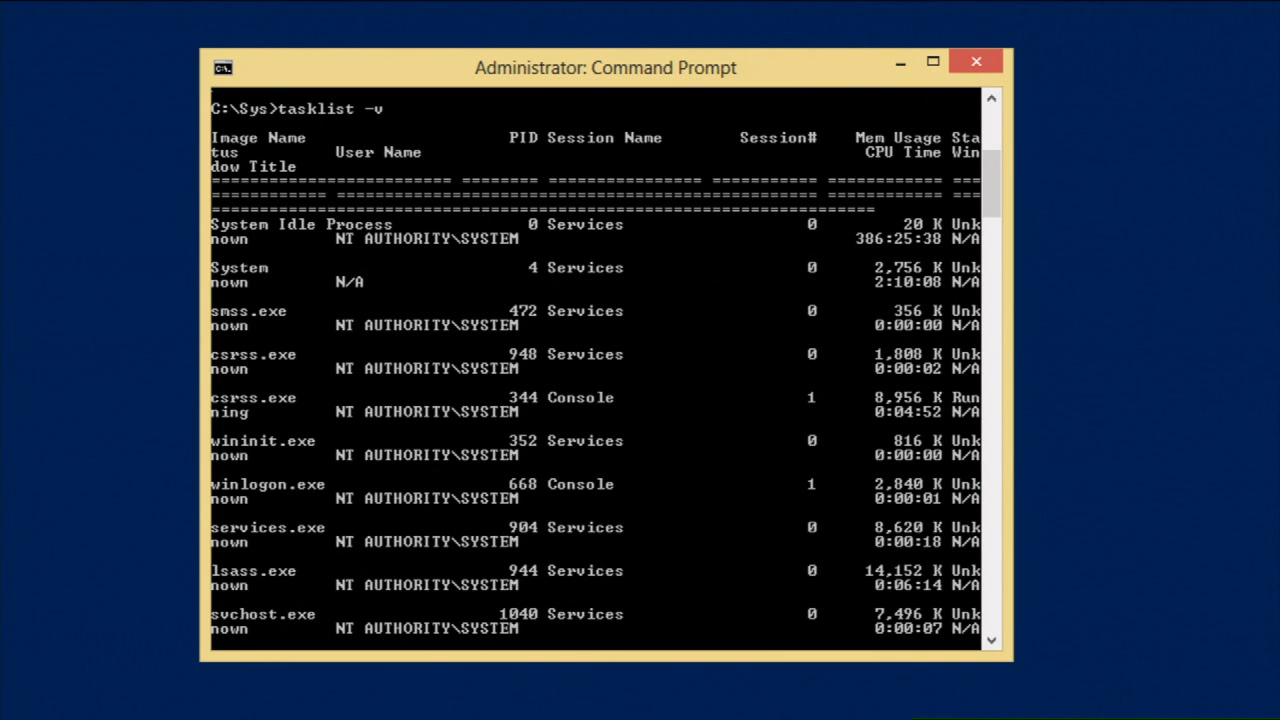 Administrator: Command Prompt
C:\Sys>tasklist -v
Image Name                     PID Session Name        Session#    Mem Usage Sta
tus          User Name                                              CPU Time Win
dow Title
========================= ======== ================ =========== ============ ===
============ ================================================== ============ ===
=====================================================================
System Idle Process              0 Services                   0         20 K Unk
nown         NT AUTHORITY\SYSTEM                                   386:25:38 N/A
System                           4 Services                   0      2,756 K Unk
nown         N/A                                                     2:10:08 N/A
smss.exe                       472 Services                   0        356 K Unk
nown         NT AUTHORITY\SYSTEM                                     0:00:00 N/A
csrss.exe                      948 Services                   0      1,808 K Unk
nown         NT AUTHORITY\SYSTEM                                     0:00:02 N/A
csrss.exe                      344 Console                    1      8,956 K Run
ning         NT AUTHORITY\SYSTEM                                     0:04:52 N/A
wininit.exe                    352 Services                   0        816 K Unk
nown         NT AUTHORITY\SYSTEM                                     0:00:00 N/A
winlogon.exe                   668 Console                    1      2,840 K Unk
nown         NT AUTHORITY\SYSTEM                                     0:00:01 N/A
services.exe                   904 Services                   0      8,620 K Unk
nown         NT AUTHORITY\SYSTEM                                     0:00:18 N/A
lsass.exe                      944 Services                   0     14,152 K Unk
nown         NT AUTHORITY\SYSTEM                                     0:06:14 N/A
svchost.exe                   1040 Services                   0      7,496 K Unk
nown         NT AUTHORITY\SYSTEM                                     0:00:07 N/A